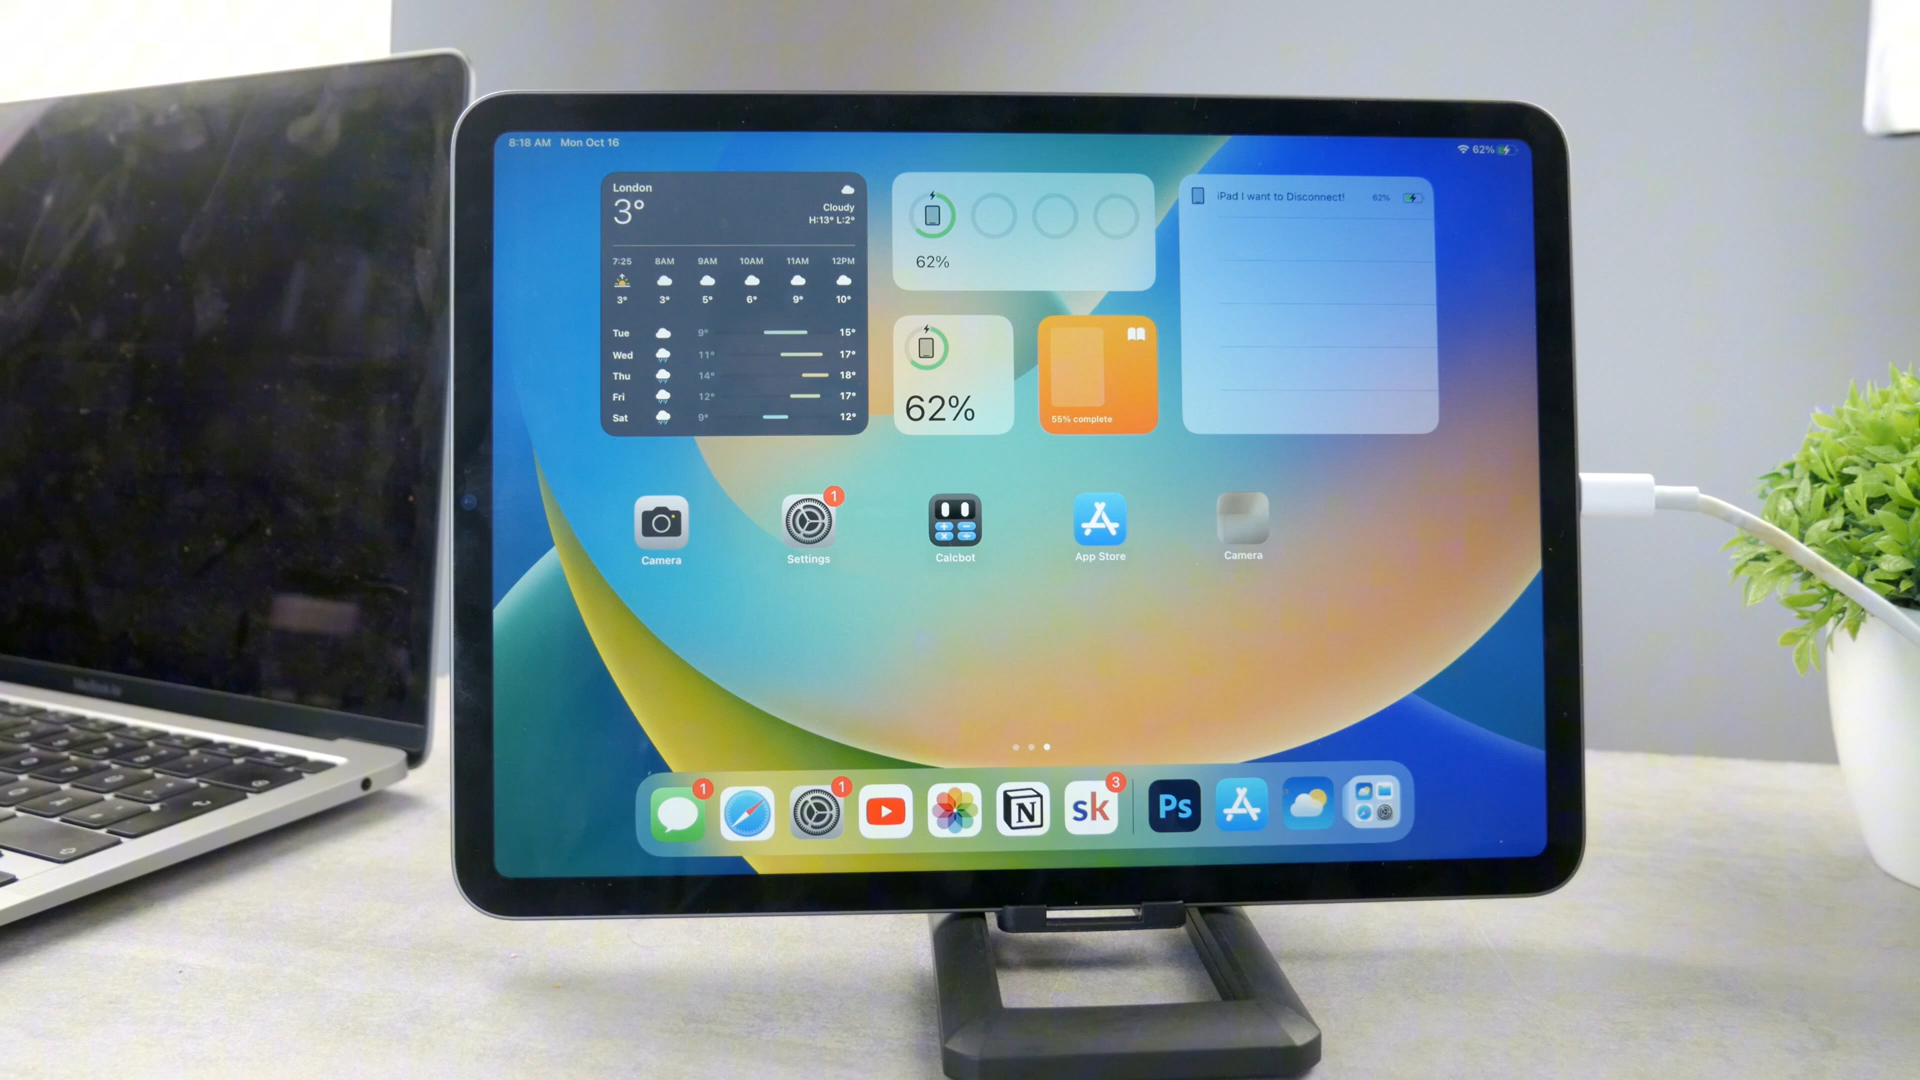 8:18 AM Mon Oct 16
62%
London
3°
Cloudy
H:13° L:2°
7:25 8AM 9AM 10AM 11AM 12PM
3° 3° 5° 6° 9° 10°
Tue 9° 15°
Wed 11° 17°
Thu 14° 18°
Fri 12° 17°
Sat 9° 12°
62%
62%
55% complete
iPad I want to Disconnect! 62%
Camera
1
Settings
Calcbot
App Store
Camera
1
1
N
sk
3
Ps